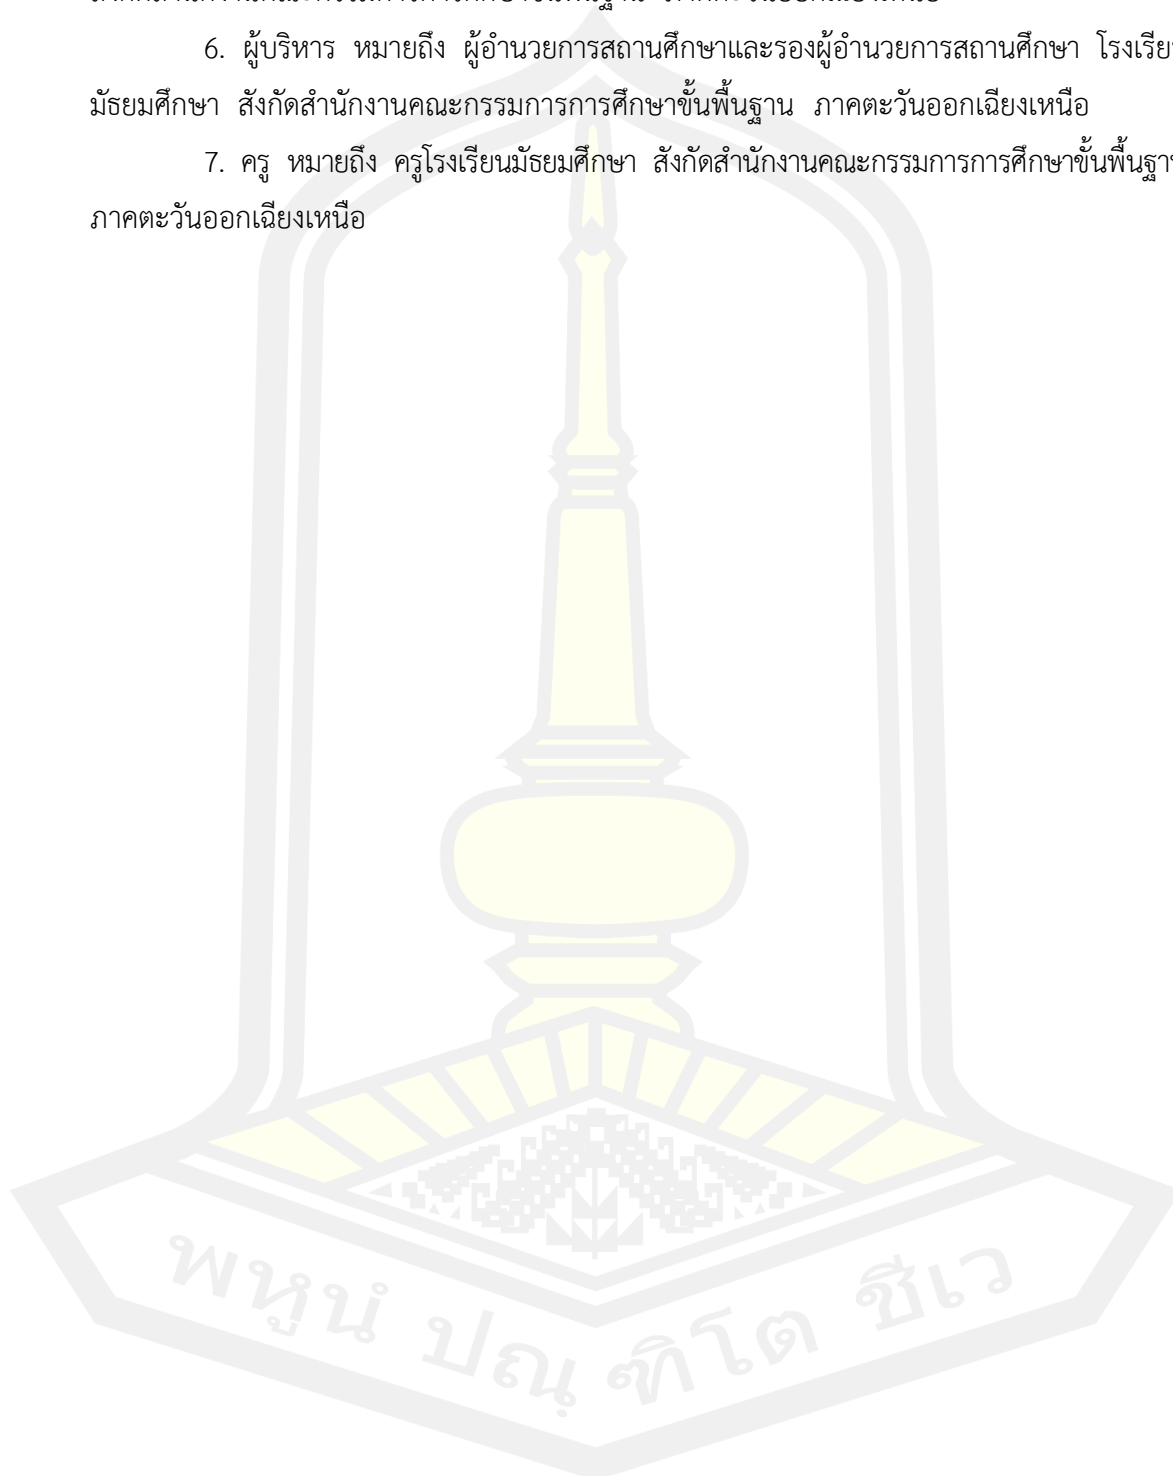 6. ผู้บริหาร หมายถึง ผู้อำนวยการสถานศึกษาและรองผู้อำนวยการสถานศึกษา
มัธยมศึกษา สังกัดสำนักงานคณะกรรมการการศึกษาขั้นพื้นฐาน ภาคตะวันออกเฉียงเหนือ
7. ครู หมายถึง ครูโรงเรียนมัธยมศึกษา สังกัดสำนักงานคณะกรรมการการศึกษาขั้นพื้นฐาน
ภาคตะวันออกเฉียงเหนือ
พหูนํ ปณฺฑิโต ชีเว